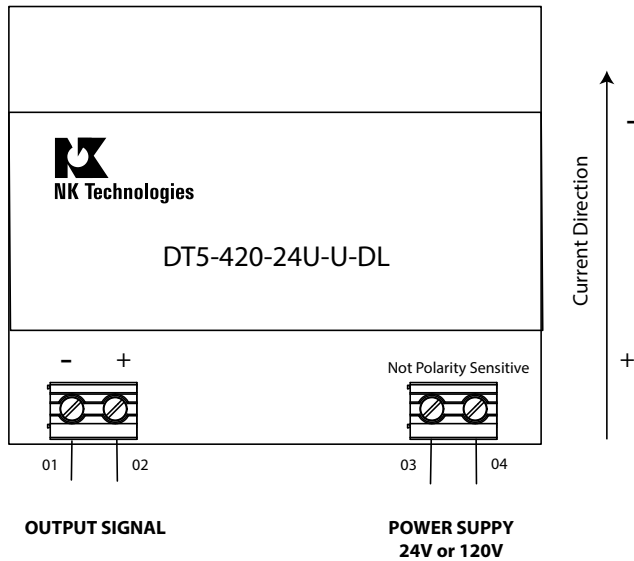 NK
NK Technologies
DT5-420-24U-U-DL
Current Direction
-
+
- +
Not Polarity Sensitive
01 02
03 04
OUTPUT SIGNAL
POWER SUPPY
24V or 120V